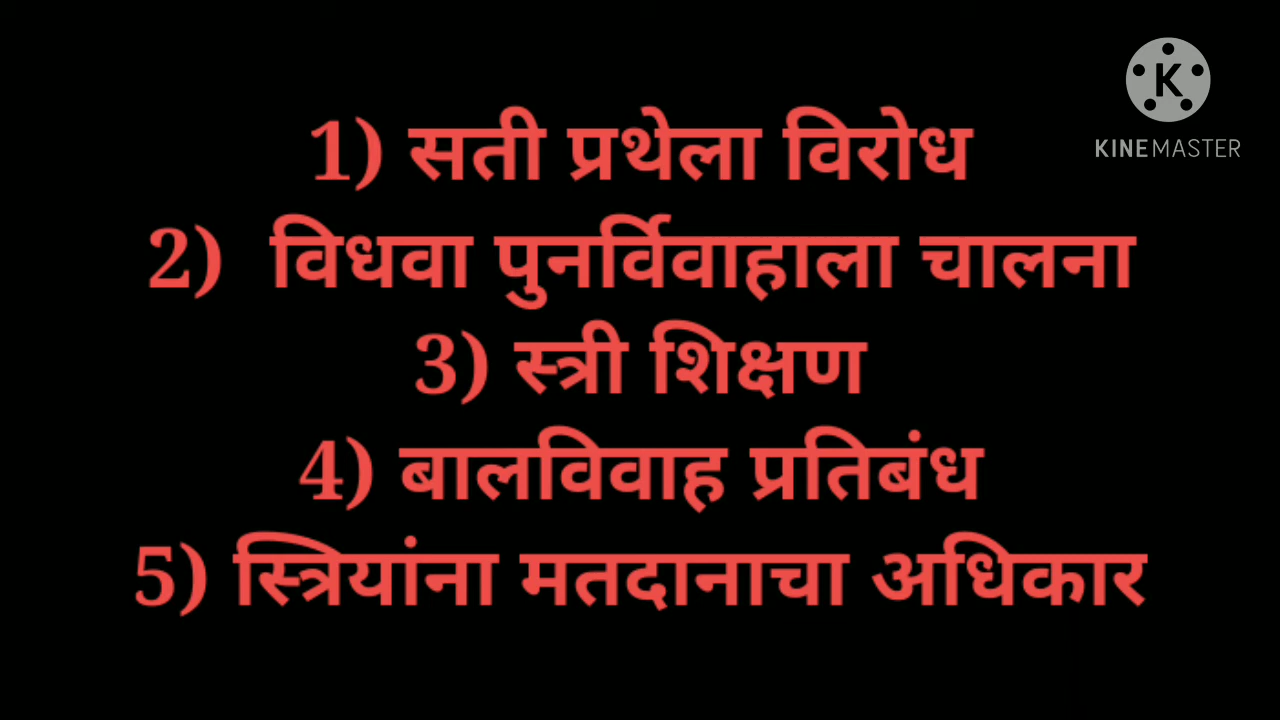 K
KINEMASTER
1) सती प्रथेला विरोध
2) विधवा पुनर्विवाहाला चालना
3) स्त्री शिक्षण
4) बालविवाह प्रतिबंध
5) स्त्रियांना मतदानाचा अधिकार